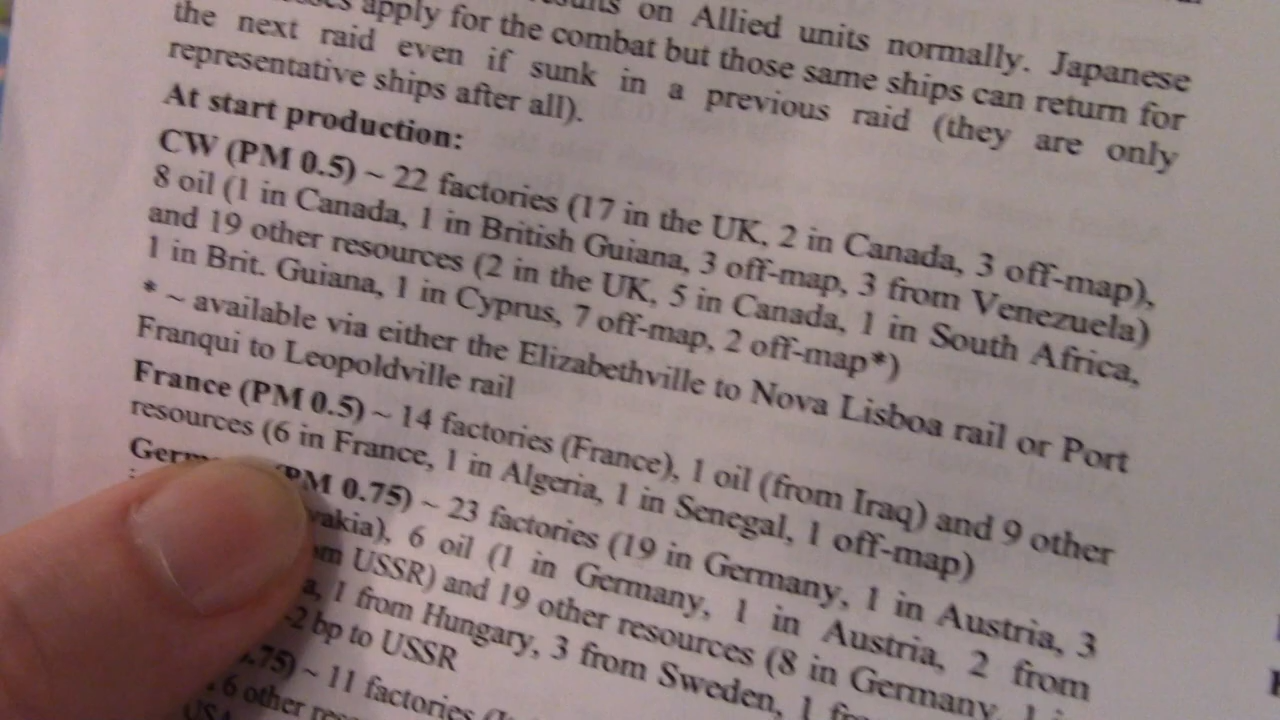 results on Allied units normally. Japanese
apply for the combat but those same ships can return for
the next raid even if sunk in a previous raid (they are only
representative ships after all).
At start production:
CW (PM 0.5) ~ 22 factories (17 in the UK, 2 in Canada, 3 off-map),
8 oil (1 in Canada, 1 in British Guiana, 3 off-map, 3 from Venezuela)
and 19 other resources (2 in the UK, 5 in Canada, 1 in South Africa,
1 in Brit. Guiana, 1 in Cyprus, 7 off-map, 2 off-map*)
* ~ available via either the Elizabethville to Nova Lisboa rail or Port
Franqui to Leopoldville rail
France (PM 0.5) ~ 14 factories (France), 1 oil (from Iraq) and 9 other
resources (6 in France, 1 in Algeria, 1 in Senegal, 1 off-map)
(PM 0.75) ~ 23 factories (19 in Germany, 1 in Austria, 3
6 oil (1 in Germany, 1 in Austria, 2 from
USSR) and 19 other resources (8 in Germany,
1 from Hungary, 3 from Sweden, 1
2 bp to USSR
~ 11 factories
6 other